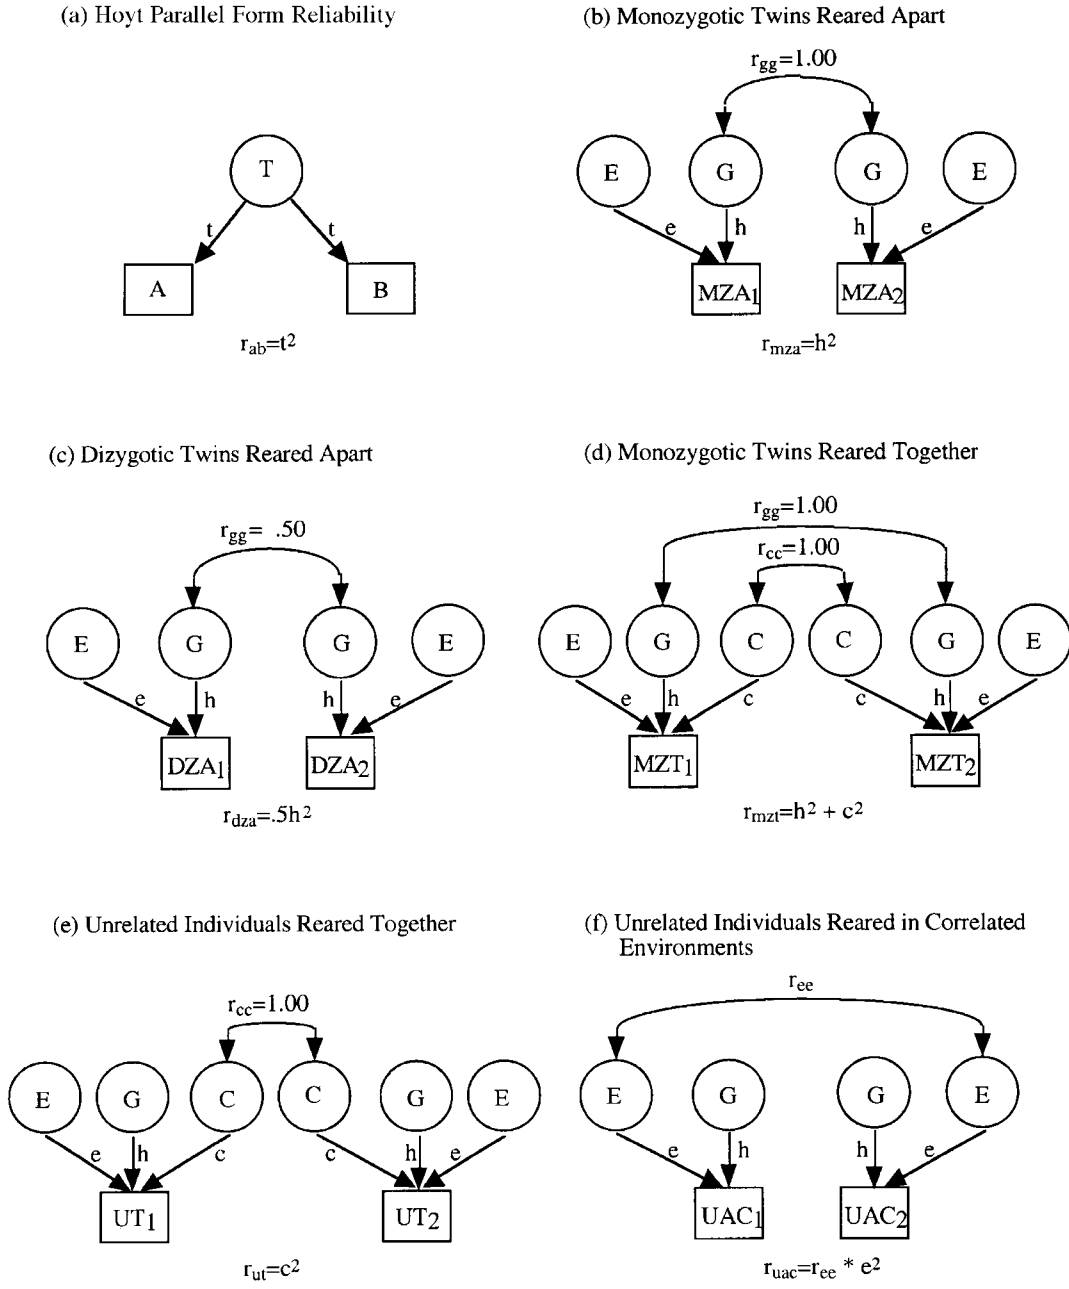 (a) Hoyt Parallel Form Reliability
T
t t
A B
r_ab=t²
(b) Monozygotic Twins Reared Apart
r_gg=1.00
E G G E
e h h e
MZA₁ MZA₂
r_mza=h²
(c) Dizygotic Twins Reared Apart
r_gg= .50
E G G E
e h h e
DZA₁ DZA₂
r_dza=.5h²
(d) Monozygotic Twins Reared Together
r_gg=1.00
r_cc=1.00
E G C C G E
e h c c h e
MZT₁ MZT₂
r_mzt=h² + c²
(e) Unrelated Individuals Reared Together
r_cc=1.00
E G C C G E
e h c c h e
UT₁ UT₂
r_ut=c²
(f) Unrelated Individuals Reared in Correlated
Environments
r_ee
E G G E
e h h e
UAC₁ UAC₂
r_uac=r_ee * e²